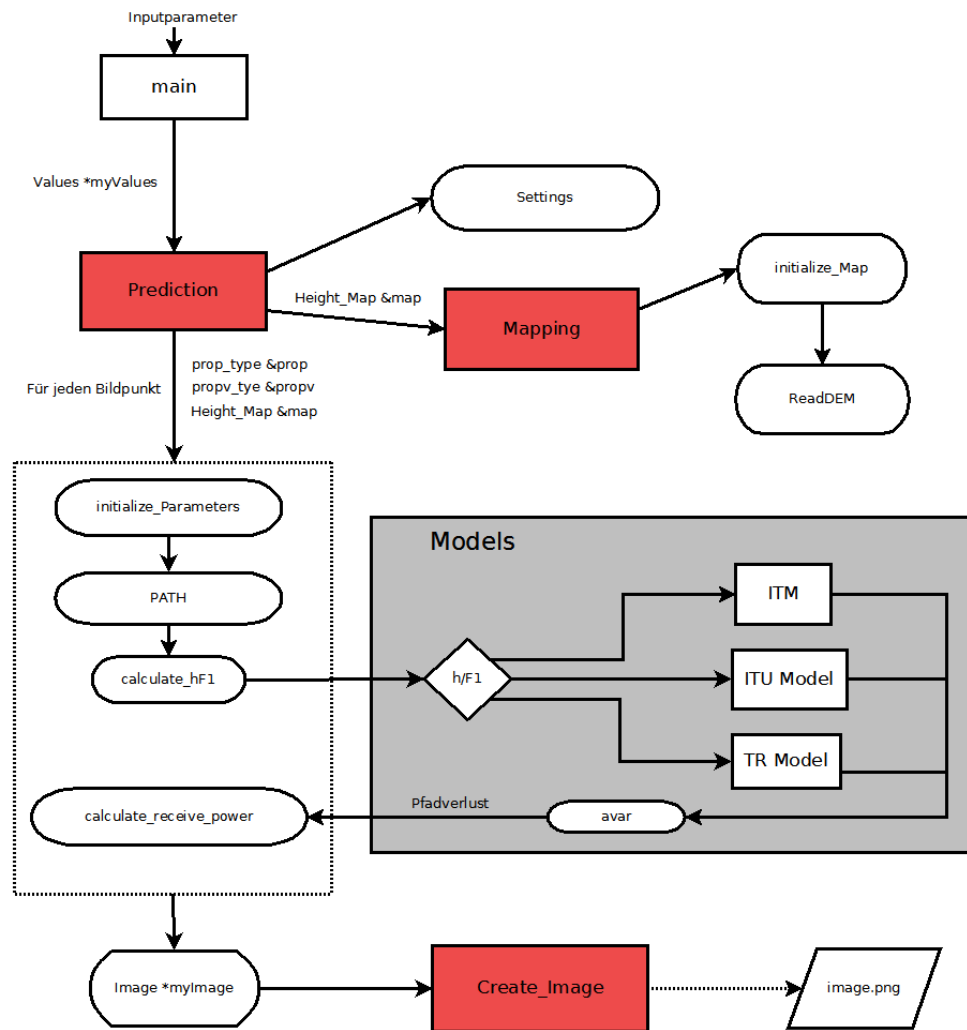 Inputparameter
main
Values *myValues
Settings
Prediction
Height_Map &map
Mapping
initialize_Map
ReadDEM
Für jeden Bildpunkt
prop_type &prop
propv_tye &propv
Height_Map &map
initialize_Parameters
PATH
calculate_hF1
Models
h/F1
ITM
ITU Model
TR Model
avar
Pfadverlust
calculate_receive_power
Image *myImage
Create_Image
image.png